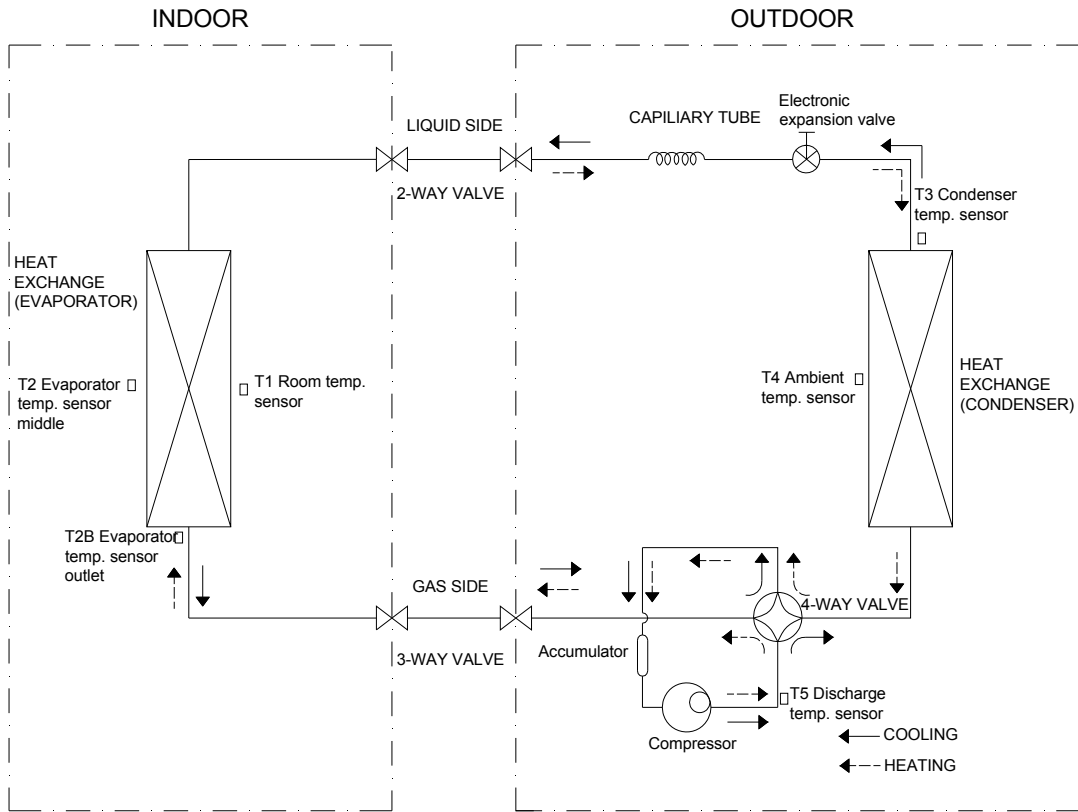 INDOOR
OUTDOOR
LIQUID SIDE
2-WAY VALVE
CAPILIARY TUBE
Electronic
expansion valve
T3 Condenser
temp. sensor
HEAT
EXCHANGE
(EVAPORATOR)
T2 Evaporator
temp. sensor
middle
T1 Room temp.
sensor
T4 Ambient
temp. sensor
HEAT
EXCHANGE
(CONDENSER)
T2B Evaporator
temp. sensor
outlet
GAS SIDE
3-WAY VALVE
4-WAY VALVE
Accumulator
Compressor
T5 Discharge
temp. sensor
COOLING
HEATING